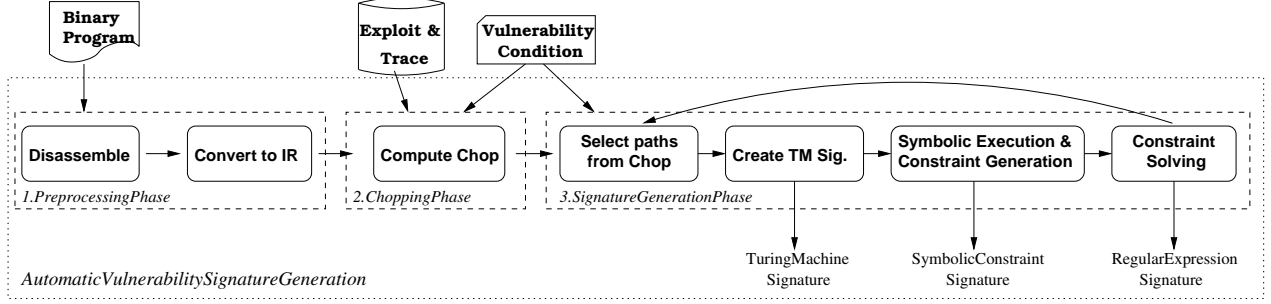 Binary
Program
Exploit &
Trace
Vulnerability
Condition
Disassemble
Convert to IR
1.PreprocessingPhase
Compute Chop
2.ChoppingPhase
Select paths
from Chop
Create TM Sig.
Symbolic Execution &
Constraint Generation
Constraint
Solving
3.SignatureGenerationPhase
TuringMachine
Signature
SymbolicConstraint
Signature
RegularExpression
Signature
AutomaticVulnerabilitySignatureGeneration